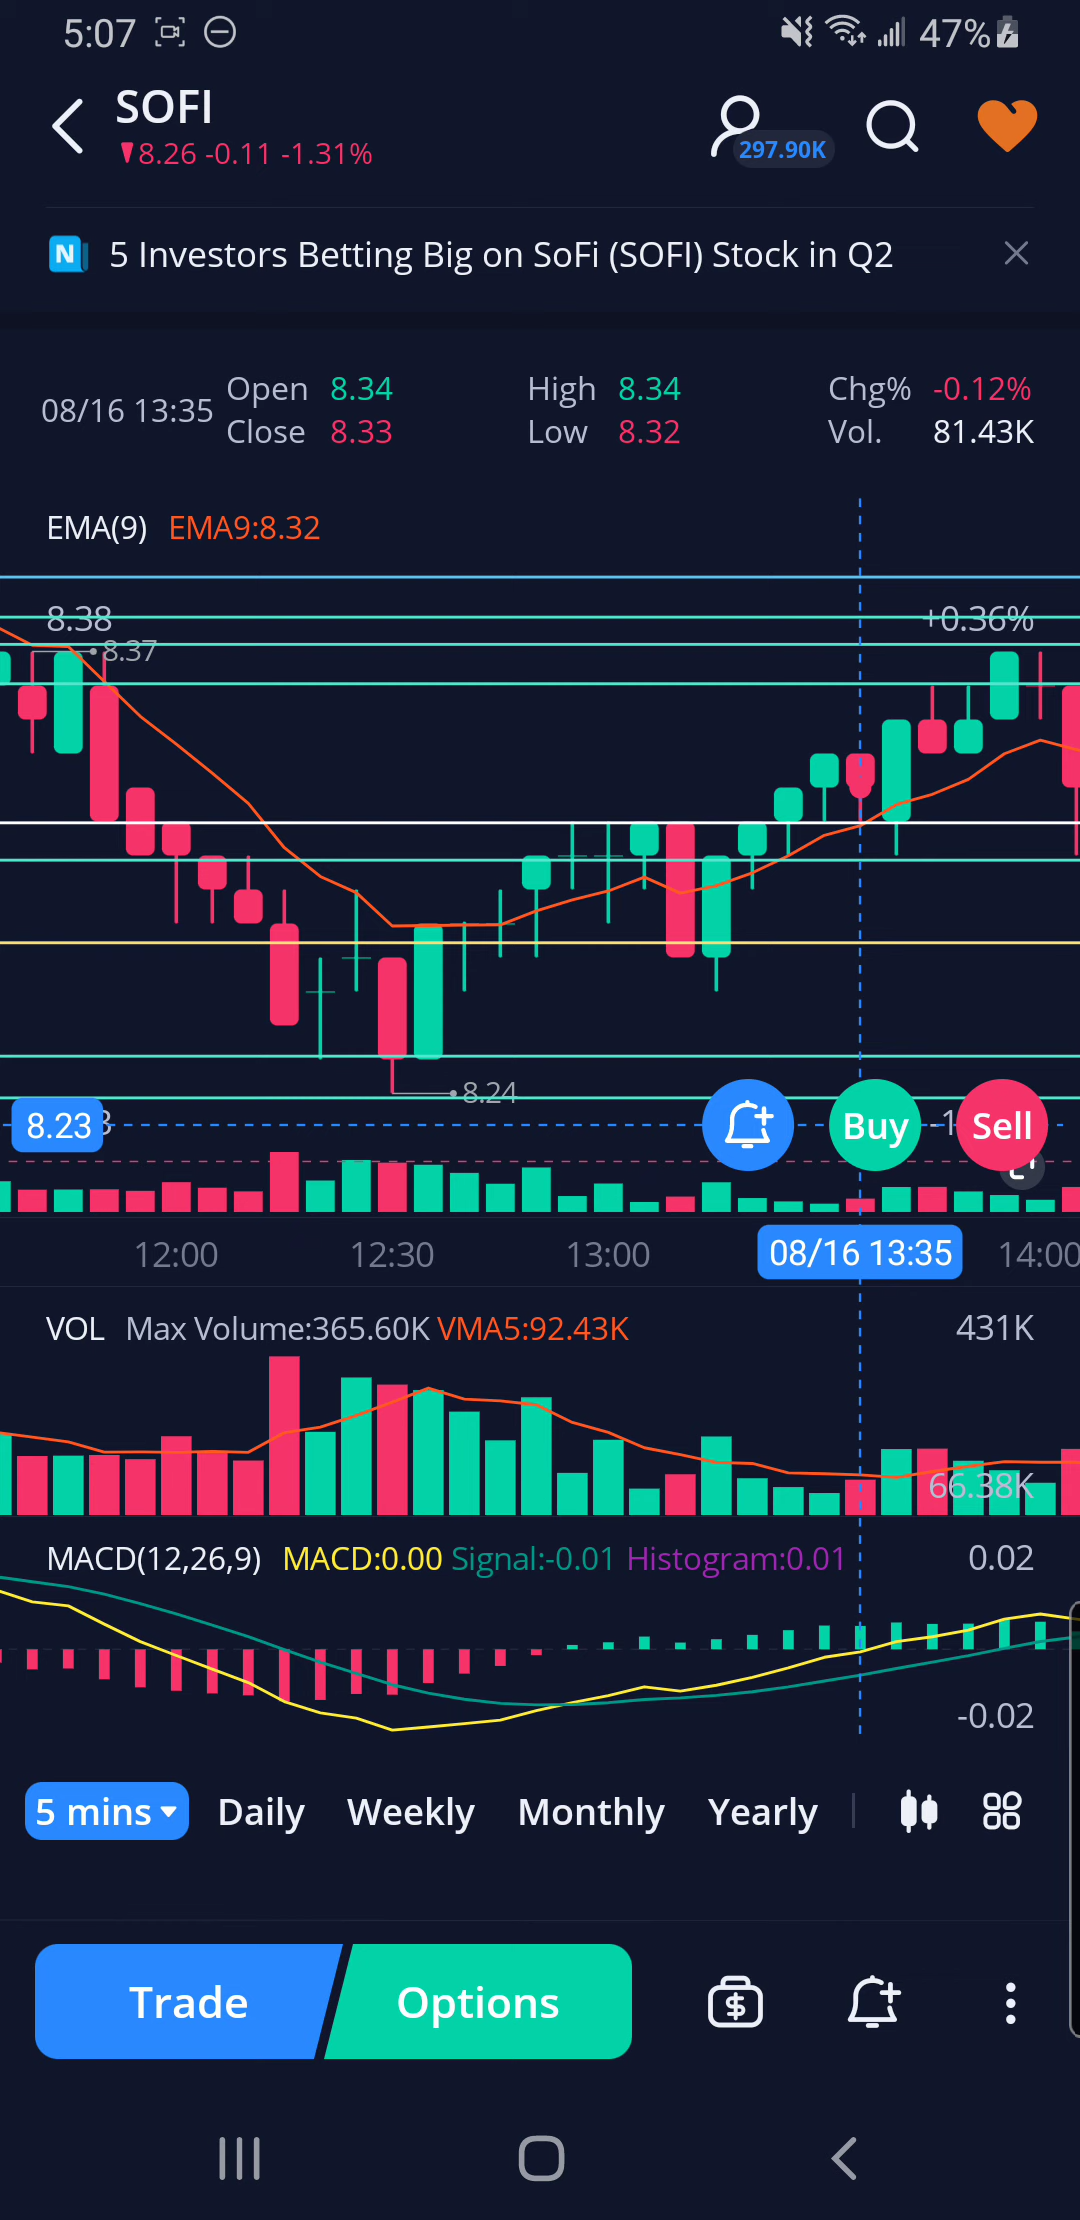 5:07 47%
SOFI
8.26 -0.11 -1.31%
297.90K
N 5 Investors Betting Big on SoFi (SOFI) Stock in Q2
08/16 13:35
Open 8.34 High 8.34 Chg% -0.12%
Close 8.33 Low 8.32 Vol. 81.43K
EMA(9) EMA9:8.32
8.38 +0.36%
8.37
8.24
8.23 Buy -1 Sell
12:00 12:30 13:00 08/16 13:35 14:00
VOL Max Volume:365.60K VMA5:92.43K 431K
66.38K
MACD(12,26,9) MACD:0.00 Signal:-0.01 Histogram:0.01 0.02
-0.02
5 mins Daily Weekly Monthly Yearly
Trade Options